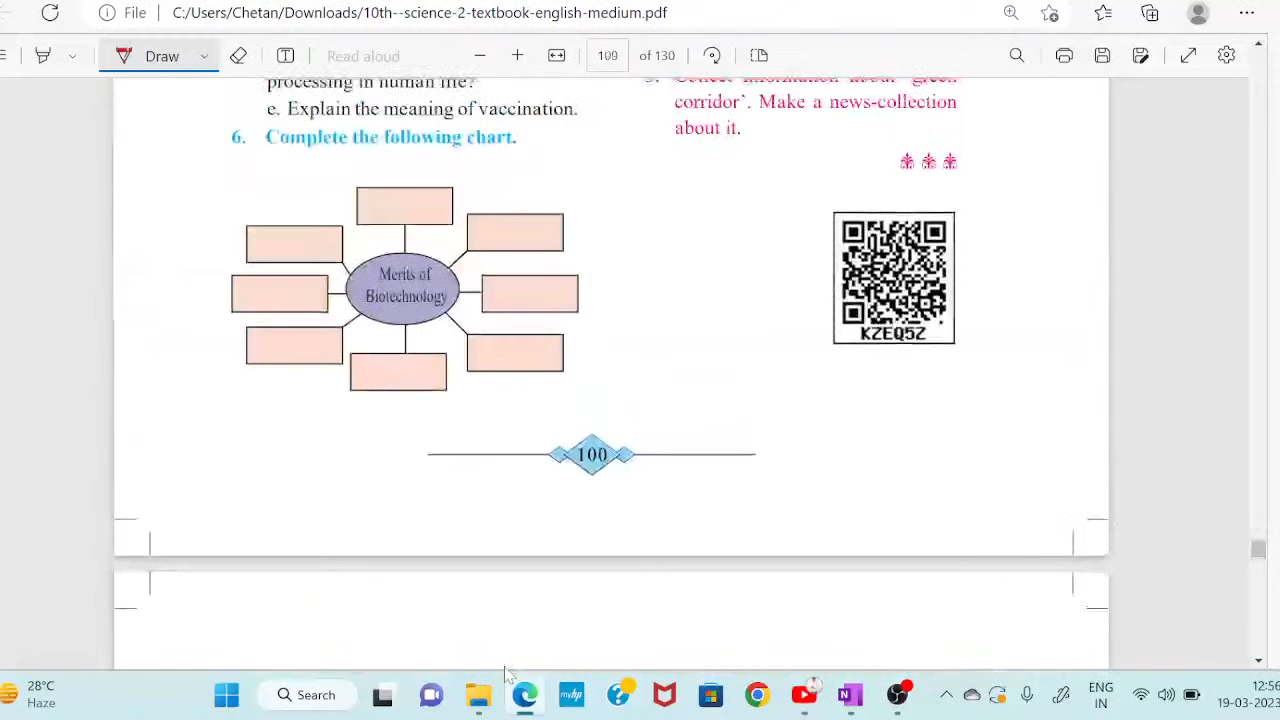 File
C:/Users/Chetan/Downloads/10th--science-2-textbook-english-medium.pdf
Draw
Read aloud
109 of 130
processing in human life?
e. Explain the meaning of vaccination.
6. Complete the following chart.
Merits of
Biotechnology
corridor'. Make a news-collection
about it.
KZEQ5Z
100
28°C
Haze
Search
myhp
ENG
IN
12:56
19-03-2023